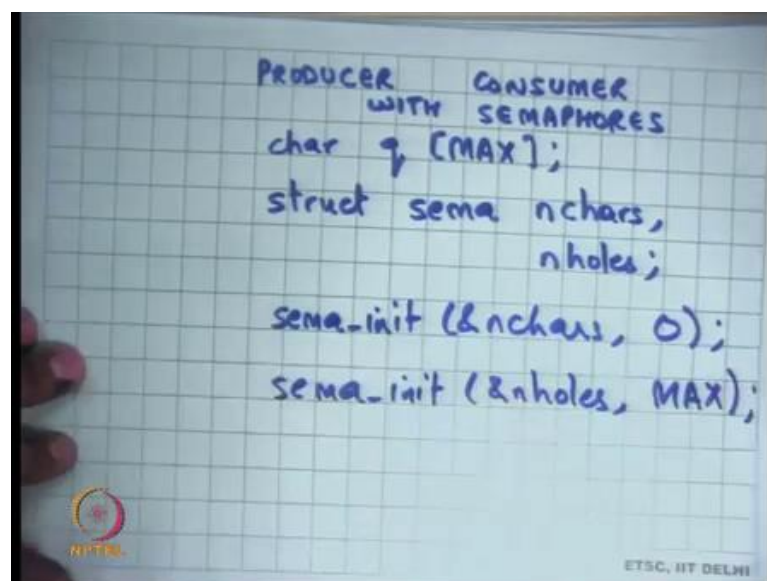 PRODUCER CONSUMER
WITH SEMAPHORES
char q [MAX];
struct sema nchars,
nholes;
sema-init (&nchars, 0);
sema-init (&nholes, MAX);
NPTEL
ETSC, IIT DELHI